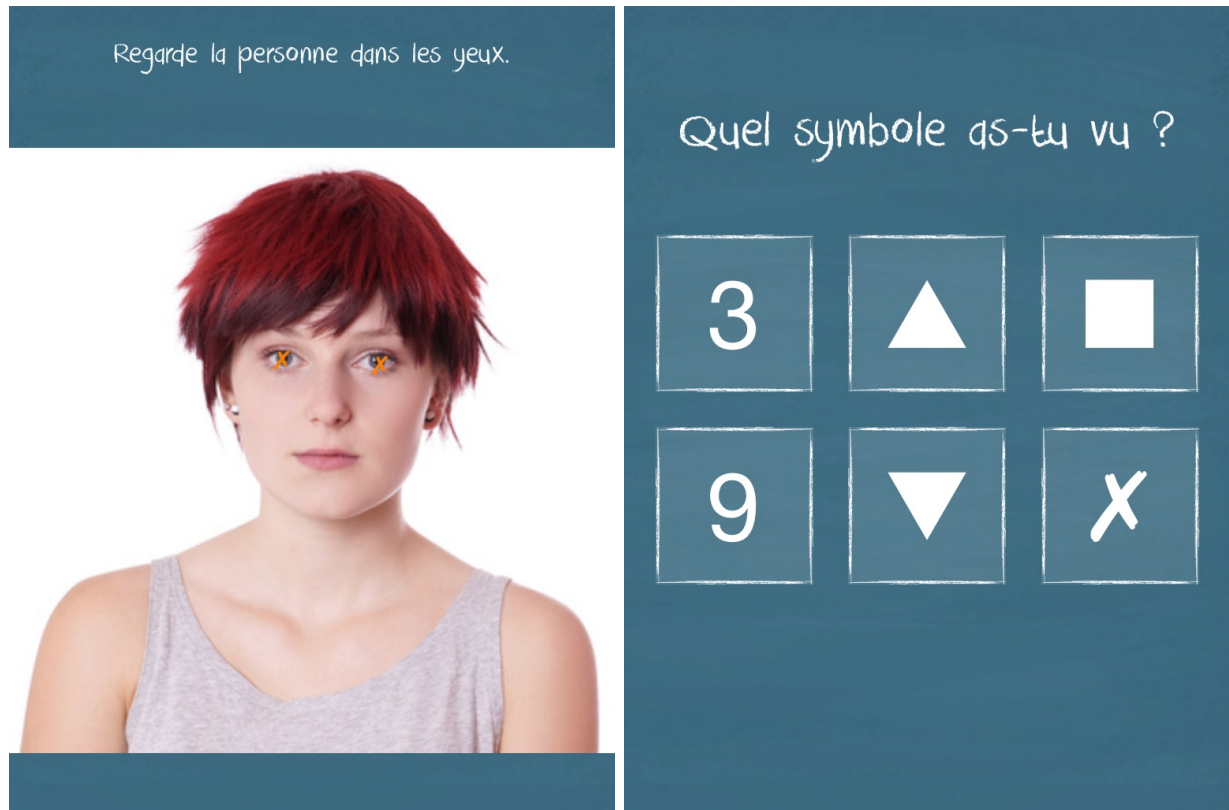 Regarde la personne dans les yeux.
Quel symbole as-tu vu ?
3
9
X